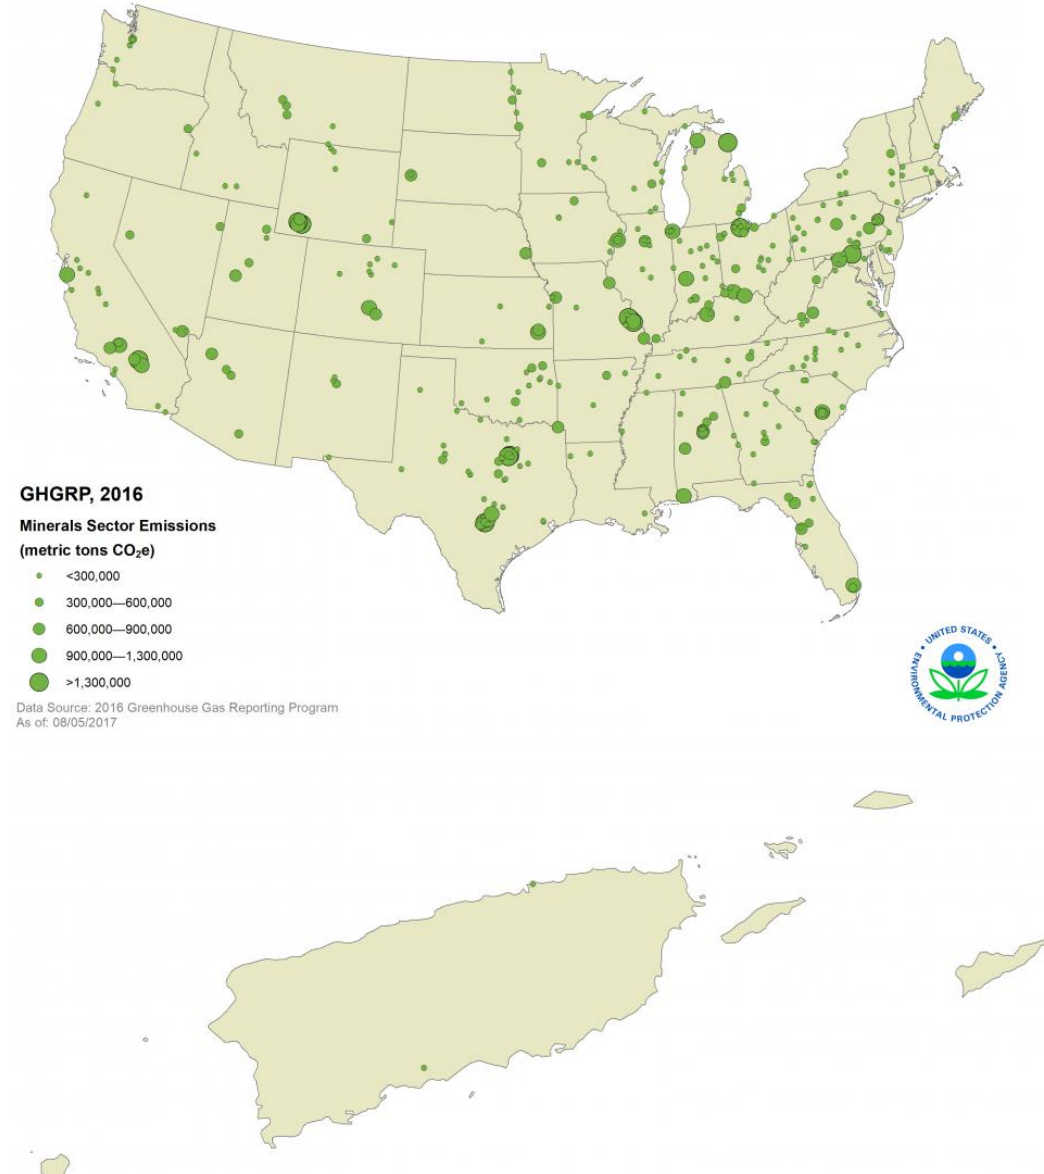 GHGRP, 2016
Minerals Sector Emissions
(metric tons CO₂e)
<300,000
300,000—600,000
600,000—900,000
900,000—1,300,000
>1,300,000
Data Source: 2016 Greenhouse Gas Reporting Program
As of: 08/05/2017
UNITED STATES
ENVIRONMENTAL PROTECTION AGENCY